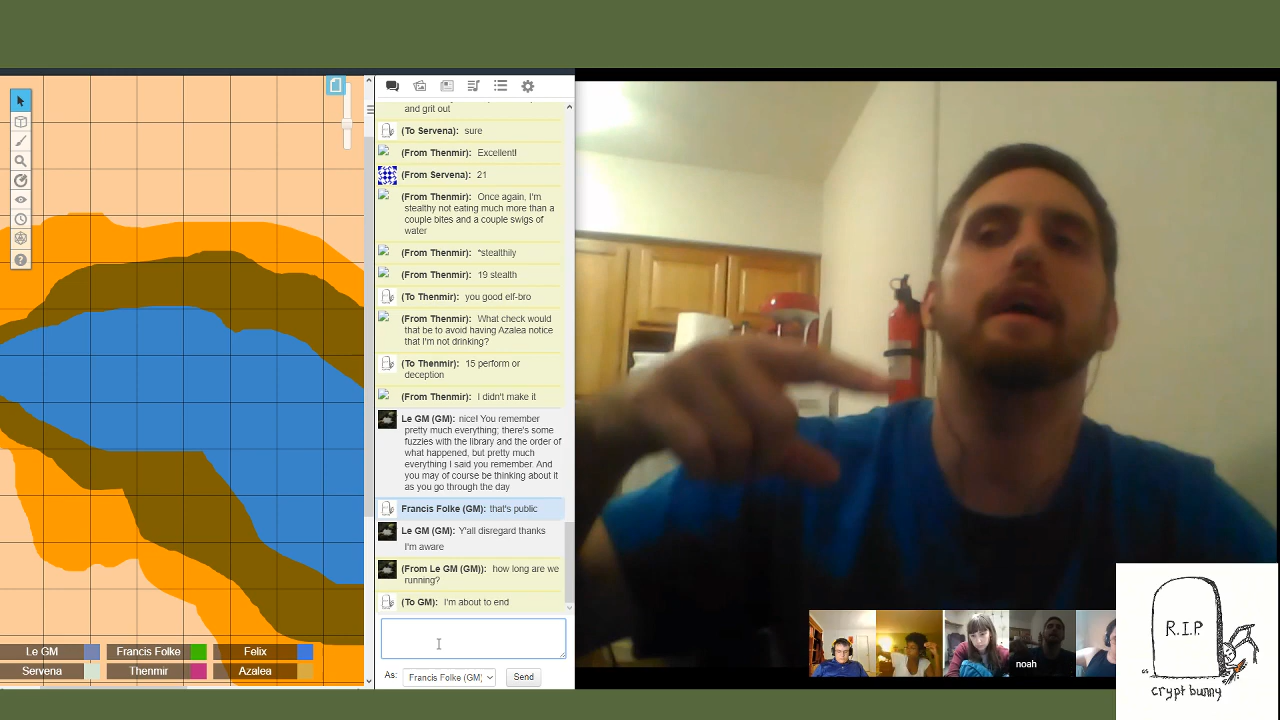 and grit out
(To Servena): sure
(From Thenmir): Excellent!
(From Servena): 21
(From Thenmir): Once again, I'm
stealthy not eating much more than a
couple bites and a couple swigs of
water
(From Thenmir): *stealthily
(From Thenmir): 19 stealth
(To Thenmir): you good elf-bro
(From Thenmir): What check would
that be to avoid having Azalea notice
that I'm not drinking?
(To Thenmir): 15 perform or
deception
(From Thenmir): I didn't make it
Le GM (GM): nice! You remember
pretty much everything; there's some
fuzzies with the library and the order of
what happened, but pretty much
everything I said you remember. And
you may of course be thinking about it
as you go through the day
Francis Folke (GM): that's public
Le GM (GM): Y'all disregard thanks
I'm aware
(From Le GM (GM)): how long are we
running?
(To GM): I'm about to end
As: Francis Folke (GM) Send
Le GM Francis Folke Felix
Servena Thenmir Azalea
noah
R.I.P
crypt bunny